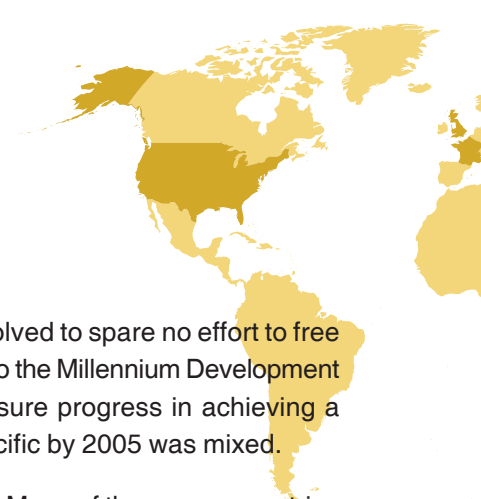 olved to spare no effort to free
o the Millennium Development
sure progress in achieving a
cific by 2005 was mixed.